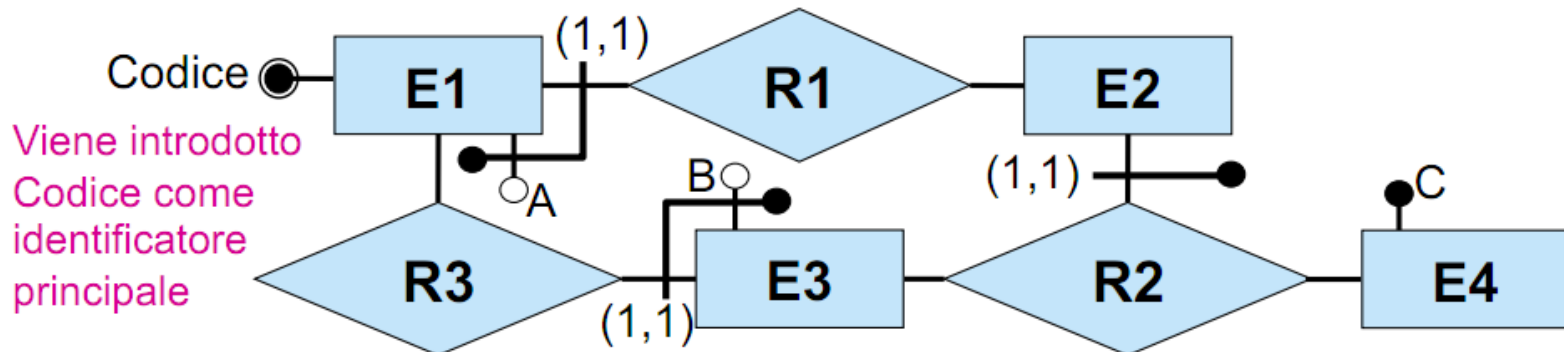 (1,1)
Codice
E1
R1
E2
Viene introdotto
Codice come
identificatore
principale
A
B
(1,1)
C
R3
E3
R2
E4
(1,1)